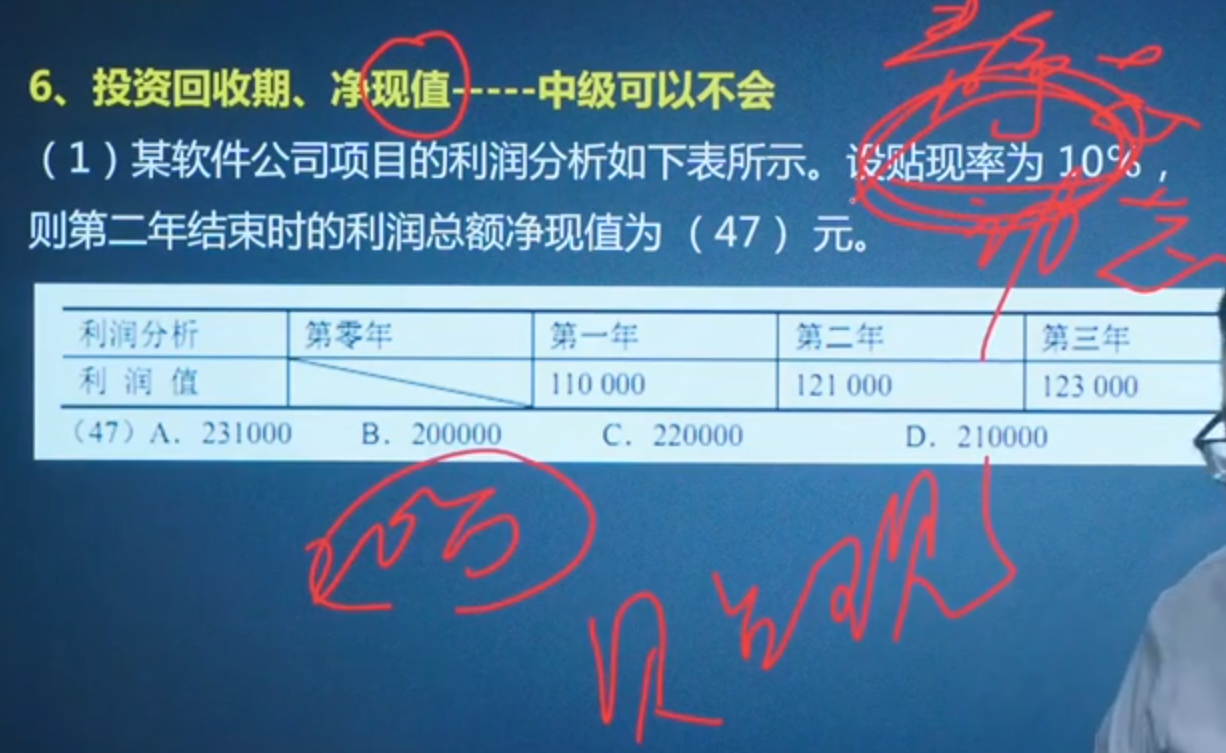 6、投资回收期、净现值-----中级可以不会
（1）某软件公司项目的利润分析如下表所示。设贴现率为 10%，
则第二年结束时的利润总额净现值为 （47） 元。
利润分析 第零年 第一年 第二年 第三年
利 润 值 110 000 121 000 123 000
（47）A. 231000 B. 200000 C. 220000 D. 210000
贝占现